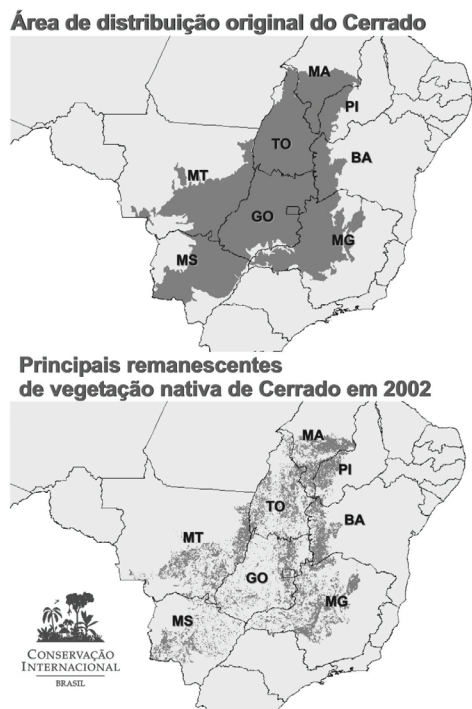 Área de distribuição original do Cerrado
MA
PI
TO
BA
MT
GO
MG
MS
Principais remanescentes
de vegetação nativa de Cerrado em 2002
MA
PI
TO
BA
MT
GO
MG
MS
CONSERVAÇÃO
INTERNACIONAL
BRASIL